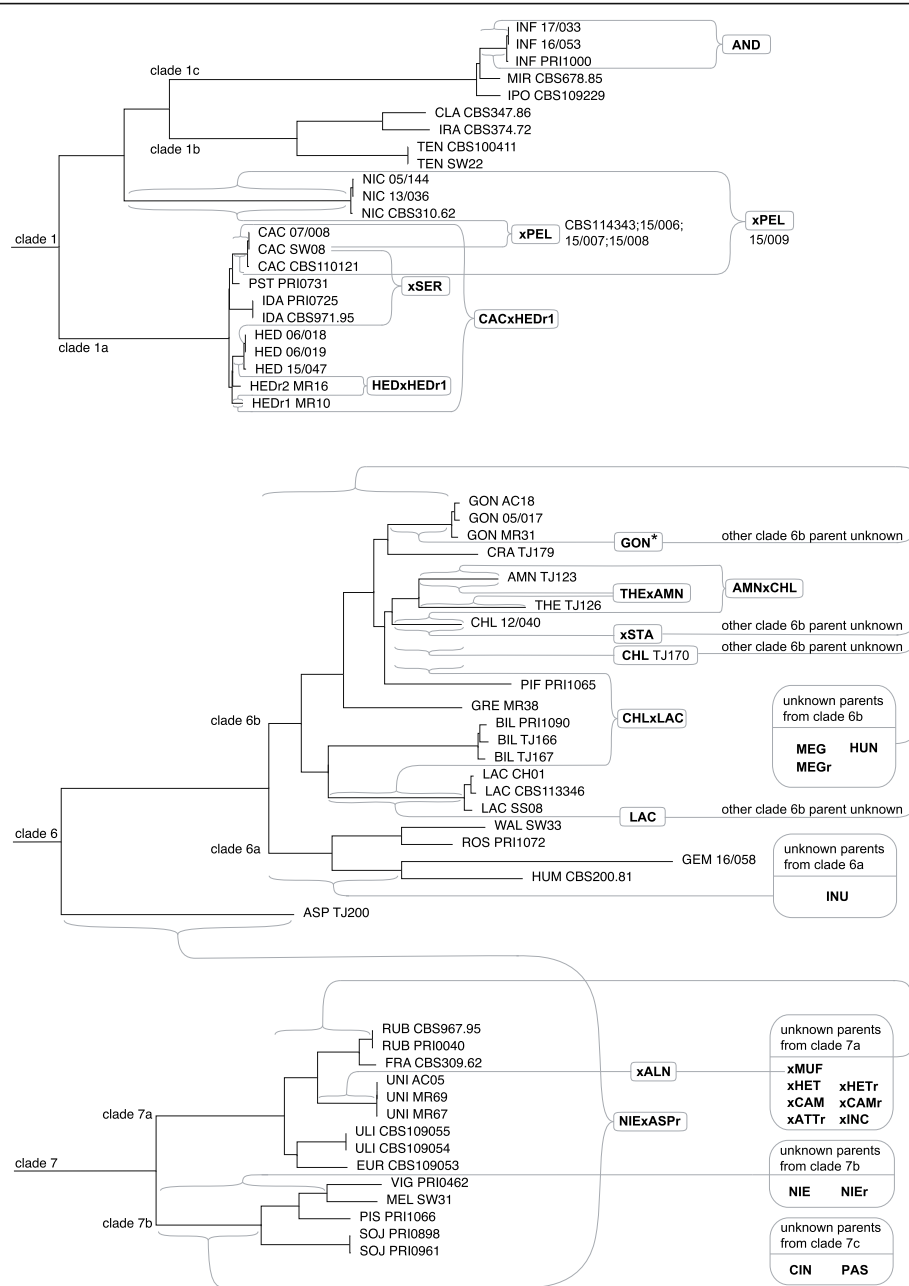 INF 17/033
INF 16/053
INF PRI1000
AND
clade 1c
MIR CBS678.85
IPO CBS109229
CLA CBS347.86
IRA CBS374.72
clade 1b
TEN CBS100411
TEN SW22
NIC 05/144
NIC 13/036
NIC CBS310.62
xPEL
15/009
CAC 07/008
xPEL CBS114343;15/006;
15/007;15/008
clade 1
CAC SW08
CAC CBS110121
PST PRI0731
xSER
IDA PRI0725
IDA CBS971.95
CACxHEDr1
HED 06/018
clade 1a
HED 06/019
HED 15/047
HEDr2 MR16
HEDxHEDr1
HEDr1 MR10
GON AC18
GON 05/017
GON MR31
GON*
other clade 6b parent unknown
CRA TJ179
AMN TJ123
AMNxCHL
THExAMN
THE TJ126
CHL 12/040
xSTA
other clade 6b parent unknown
CHL TJ170
other clade 6b parent unknown
PIF PRI1065
GRE MR38
unknown parents
from clade 6b
MEG HUN
MEGr
clade 6b
CHLxLAC
BIL PRI1090
BIL TJ166
BIL TJ167
LAC CH01
LAC CBS113346
LAC SS08
LAC
other clade 6b parent unknown
clade 6
WAL SW33
clade 6a
ROS PRI1072
GEM 16/058
HUM CBS200.81
unknown parents
from clade 6a
INU
ASP TJ200
RUB CBS967.95
RUB PRI0040
FRA CBS309.62
unknown parents
from clade 7a
xMUF
xHET xHETr
xCAM xCAMr
xATTr xINC
xALN
UNI AC05
UNI MR69
UNI MR67
clade 7a
NIExASPr
ULI CBS109055
ULI CBS109054
EUR CBS109053
clade 7
VIG PRI0462
MEL SW31
unknown parents
from clade 7b
NIE NIEr
clade 7b
PIS PRI1066
SOJ PRI0898
SOJ PRI0961
unknown parents
from clade 7c
CIN PAS